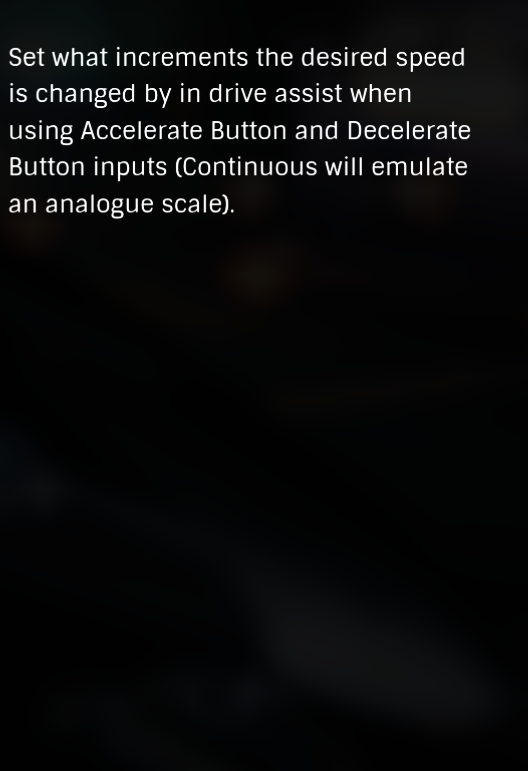 Set what increments the desired speed
is changed by in drive assist when
using Accelerate Button and Decelerate
Button inputs (Continuous will emulate
an analogue scale).